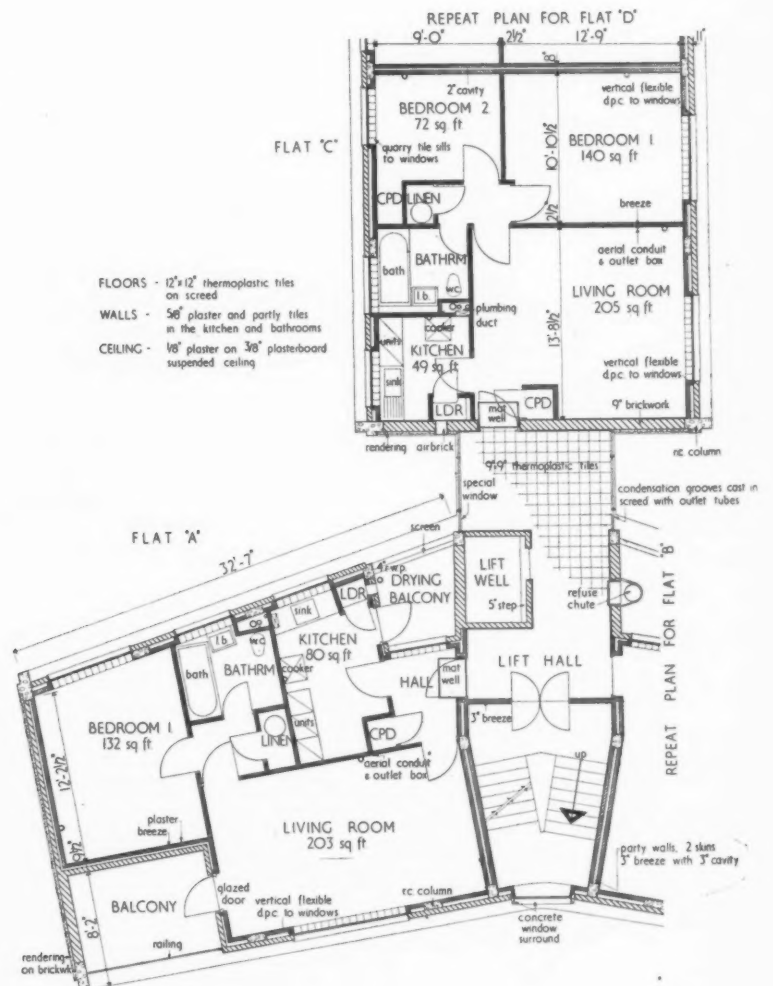 REPEAT PLAN FOR FLAT "D"
9'-0" 2½" 12'-9" 11"
8"
2" cavity
vertical flexible
d.p.c. to windows
BEDROOM 2
72 sq ft
FLAT "C"
quarry tile sills
to windows
BEDROOM 1
140 sq ft
10'-10½"
CPD
LINEN
2½"
breeze
BATHRM
bath
w.c.
l.b.
aerial conduit
& outlet box
FLOORS - 12"x12" thermoplastic tiles
on screed
WALLS - 5/8" plaster and partly tiles
in the kitchen and bathrooms
CEILING - 1/8" plaster on 3/8" plasterboard
suspended ceiling
LIVING ROOM
205 sq ft
plumbing
duct
cooker
units
KITCHEN
49 sq ft
13'-8½"
sink
vertical flexible
d.p.c. to windows
LDR
mat
well
CPD
9" brickwork
rendering
airbrick
r.c. column
9"x9" thermoplastic tiles
special
window
condensation grooves cast in
screed with outlet tubes
FLAT "A"
32'-7"
screen
4" r.w.p.
DRYING
BALCONY
LIFT
WELL
5" step
refuse
chute
REPEAT PLAN FOR FLAT "B"
LDR
sink
l.b.
w.c.
KITCHEN
80 sq ft
bath
BATHRM
cooker
units
HALL
mat
well
LIFT HALL
BEDROOM 1
132 sq ft
LINEN
CPD
3" breeze
12'-2½"
aerial conduit
& outlet box
up
plaster
breeze
LIVING ROOM
203 sq ft
9½"
party walls, 2 skins
3" breeze with 3" cavity
8'-2"
BALCONY
glazed
door
vertical flexible
d.p.c. to windows
r.c. column
railing
rendering
on brickwk
concrete
window
surround